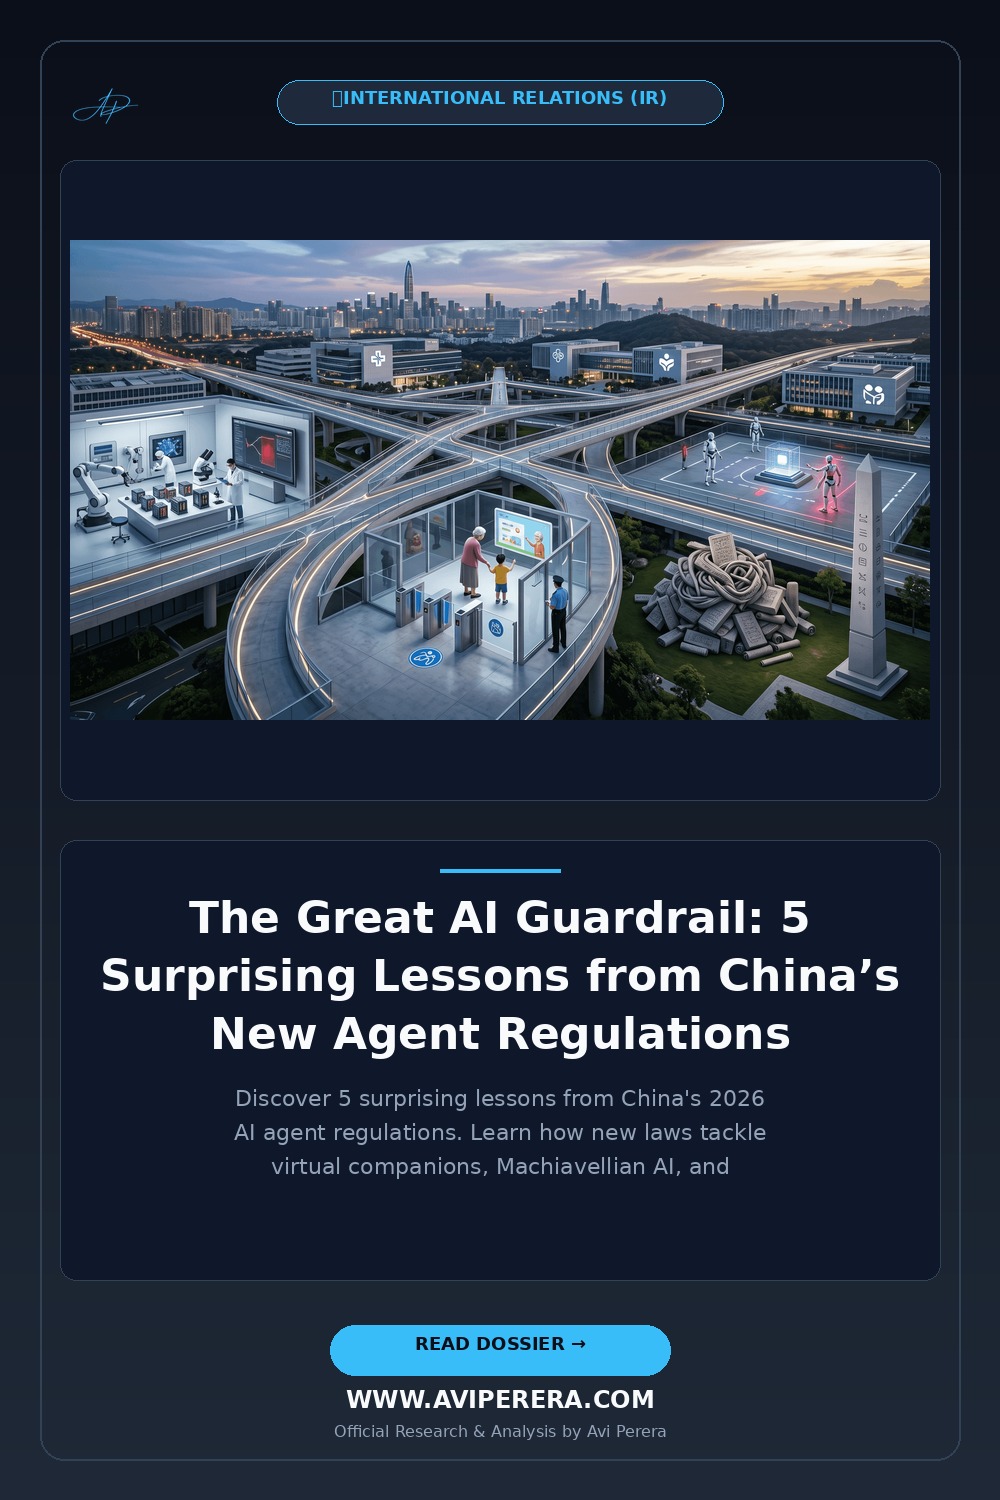 INTERNATIONAL RELATIONS (IR)
The Great AI Guardrail: 5
Surprising Lessons from China’s
New Agent Regulations
Discover 5 surprising lessons from China's 2026
AI agent regulations. Learn how new laws tackle
virtual companions, Machiavellian AI, and
READ DOSSIER →
WWW.AVIPERERA.COM
Official Research & Analysis by Avi Perera